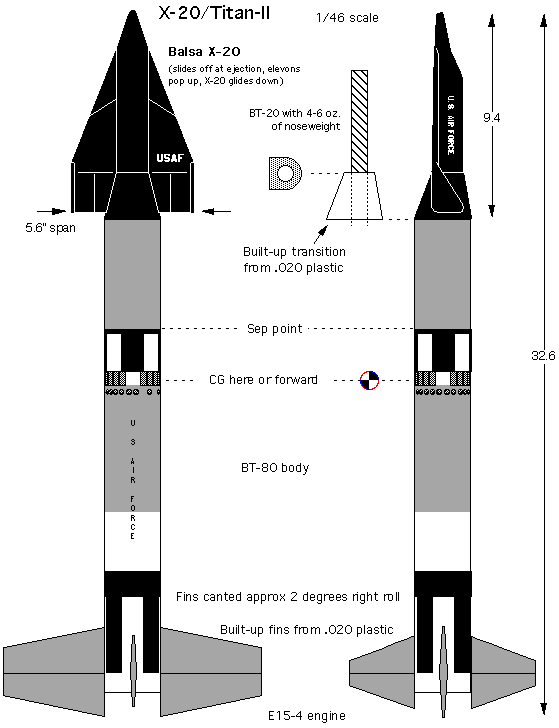 X-20/Titan-II
1/46 scale
Balsa X-20
(slides off at ejection, elevons
pop up, X-20 glides down)
BT-20 with 4-6 oz.
of noseweight
U.S. AIR FORCE
9.4
USAF
5.6" span
Built-up transition
from .020 plastic
Sep point
32.6
CG here or forward
U
S
A
I
R
F
O
R
C
E
BT-80 body
Fins canted approx 2 degrees right roll
Built-up fins from .020 plastic
E15-4 engine